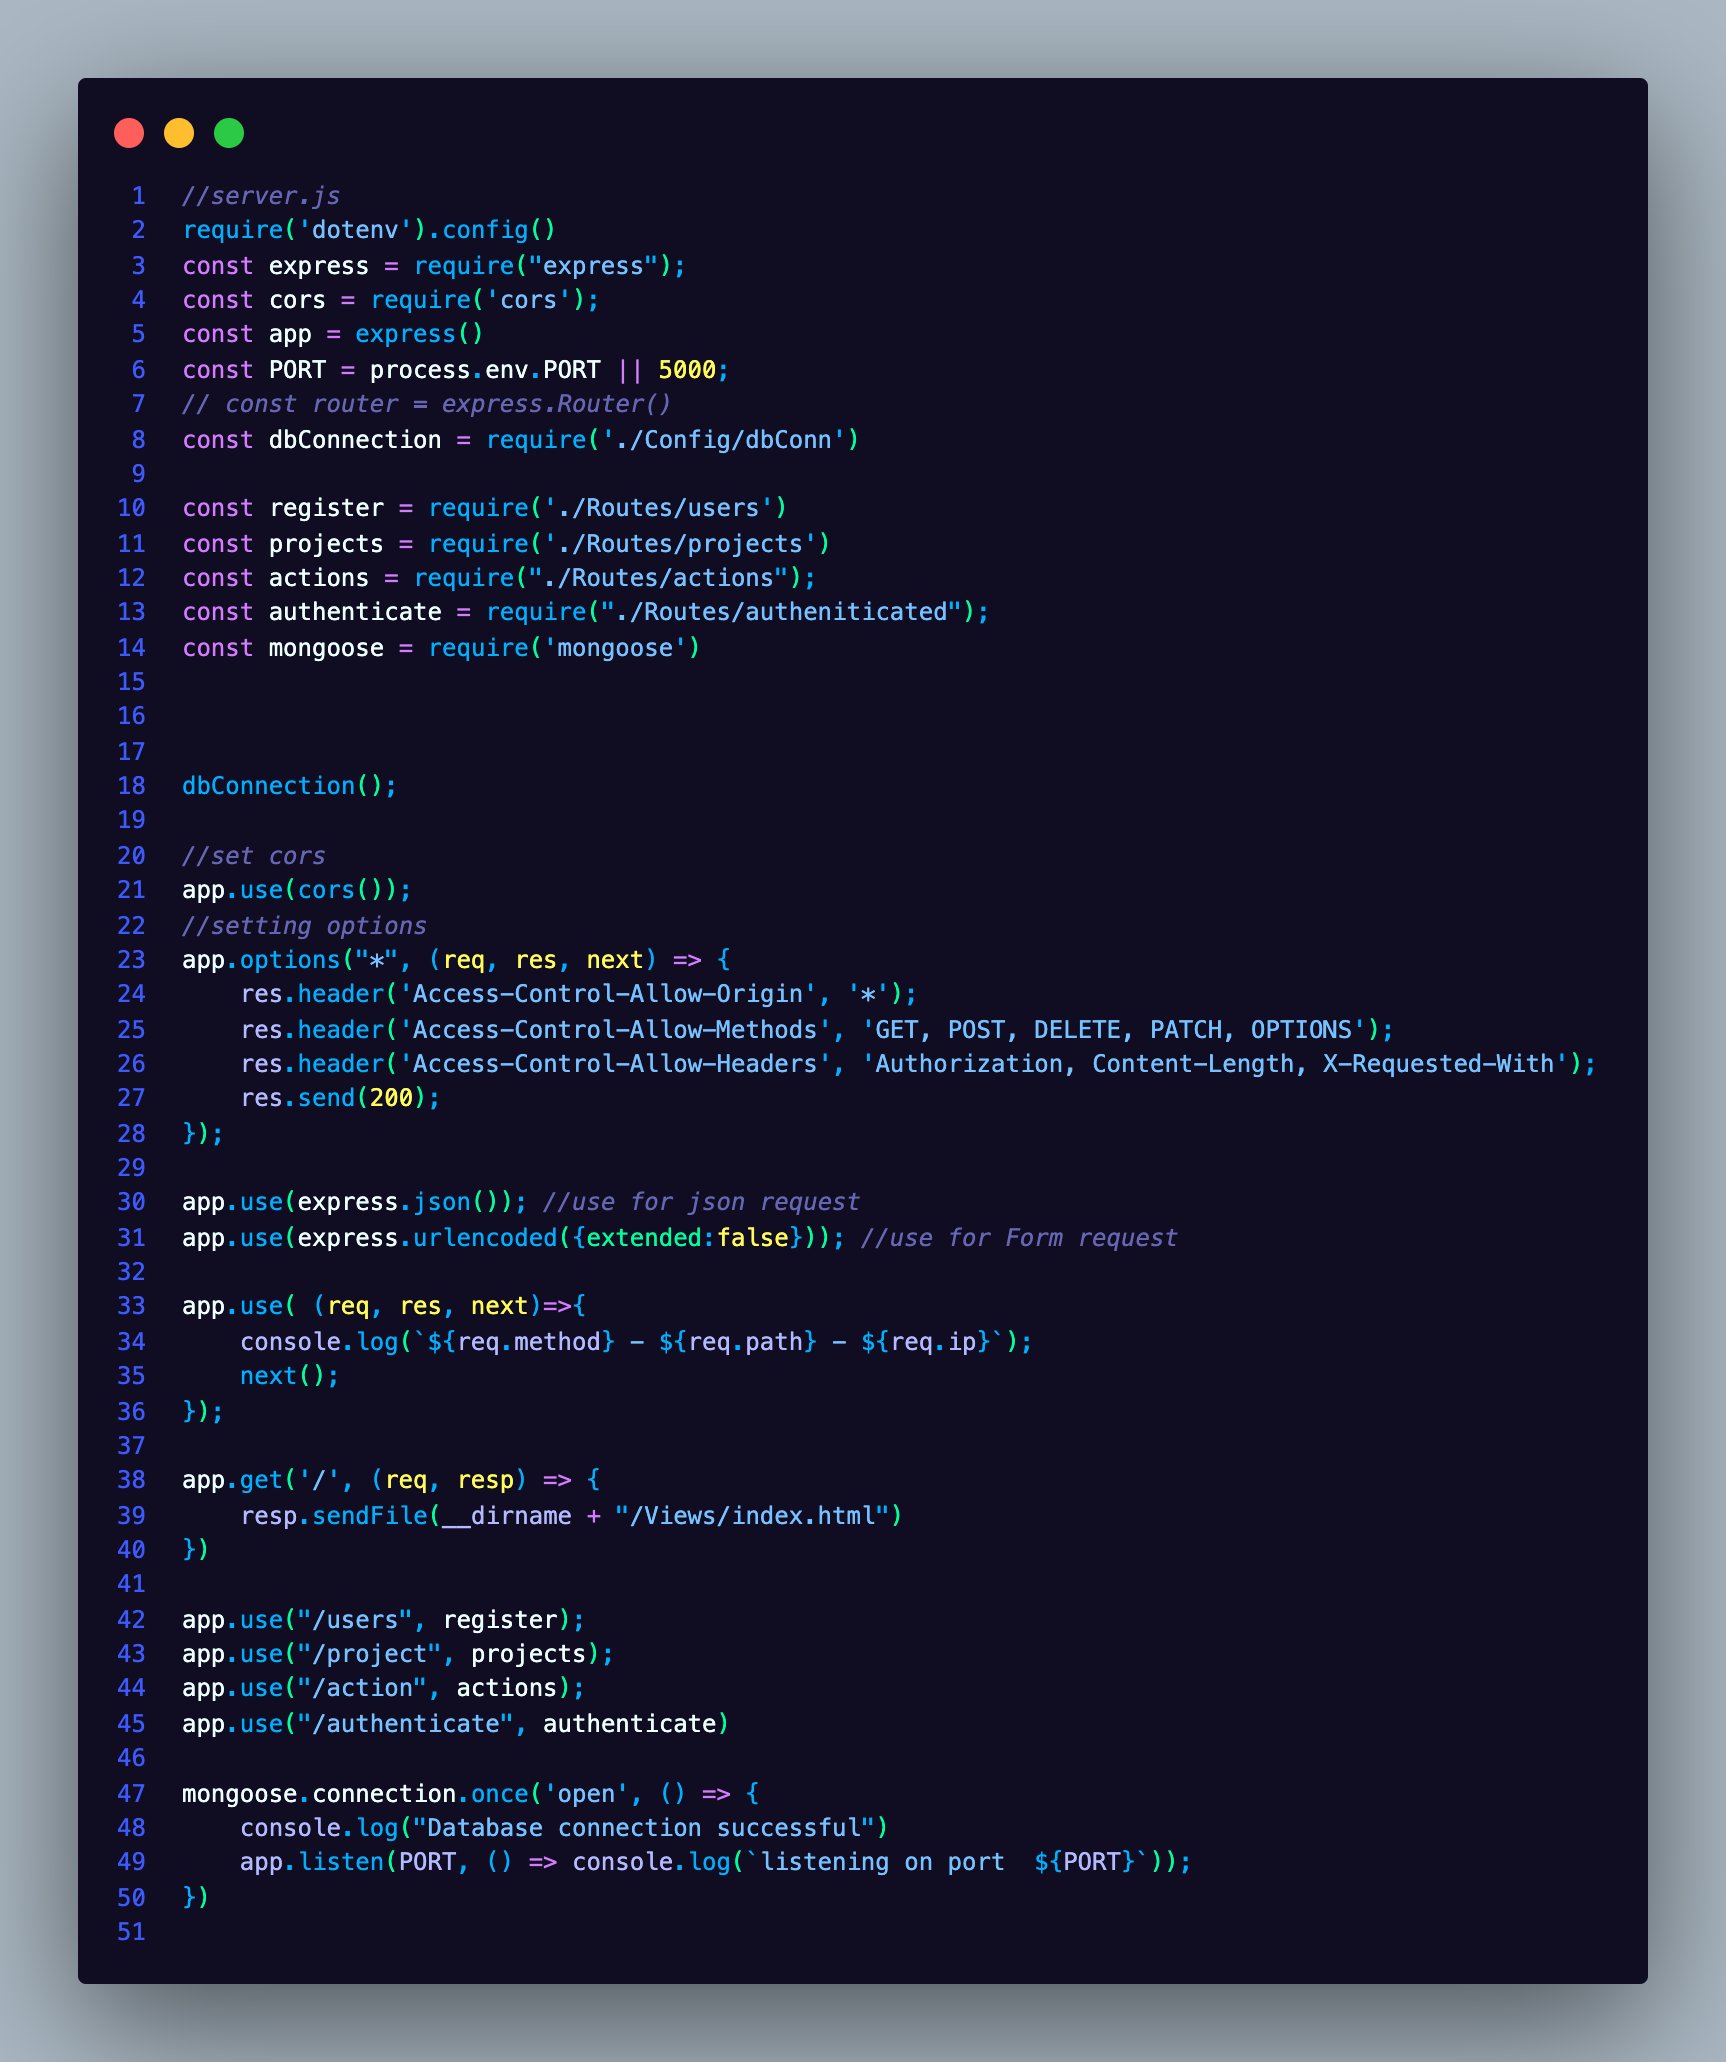 1 //server.js
2 require('dotenv').config()
3 const express = require("express");
4 const cors = require('cors');
5 const app = express()
6 const PORT = process.env.PORT || 5000;
7 // const router = express.Router()
8 const dbConnection = require('./Config/dbConn')
9
10 const register = require('./Routes/users')
11 const projects = require('./Routes/projects')
12 const actions = require("./Routes/actions");
13 const authenticate = require("./Routes/autheniticated");
14 const mongoose = require('mongoose')
15
16
17
18 dbConnection();
19
20 //set cors
21 app.use(cors());
22 //setting options
23 app.options("*", (req, res, next) => {
24     res.header('Access-Control-Allow-Origin', '*');
25     res.header('Access-Control-Allow-Methods', 'GET, POST, DELETE, PATCH, OPTIONS');
26     res.header('Access-Control-Allow-Headers', 'Authorization, Content-Length, X-Requested-With');
27     res.send(200);
28 });
29
30 app.use(express.json()); //use for json request
31 app.use(express.urlencoded({extended:false})); //use for Form request
32
33 app.use( (req, res, next)=>{
34     console.log(`${req.method} - ${req.path} - ${req.ip}`);
35     next();
36 });
37
38 app.get('/', (req, resp) => {
39     resp.sendFile(__dirname + "/Views/index.html")
40 })
41
42 app.use("/users", register);
43 app.use("/project", projects);
44 app.use("/action", actions);
45 app.use("/authenticate", authenticate)
46
47 mongoose.connection.once('open', () => {
48     console.log("Database connection successful")
49     app.listen(PORT, () => console.log(`listening on port  ${PORT}`));
50 })
51